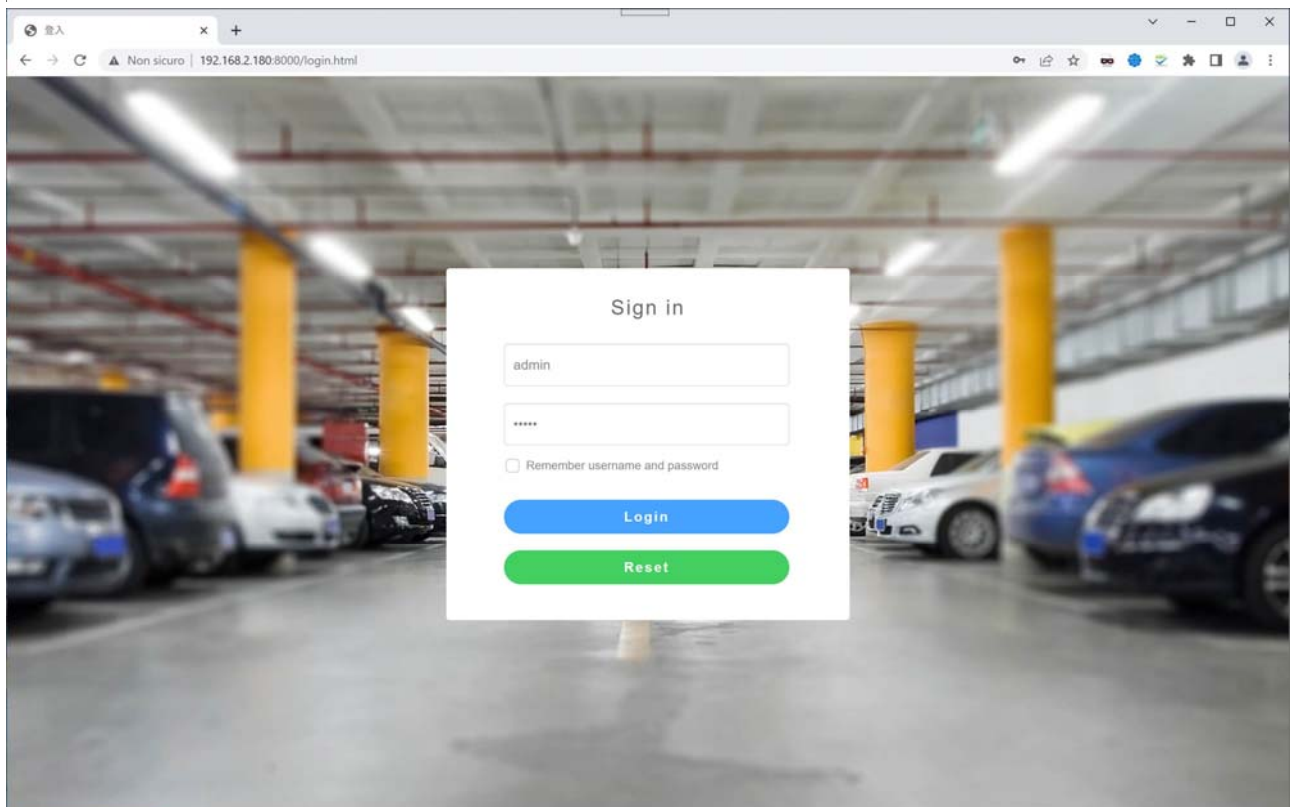 登入
Non sicuro | 192.168.2.180:8000/login.html
Sign in
admin
•••••
Remember username and password
Login
Reset